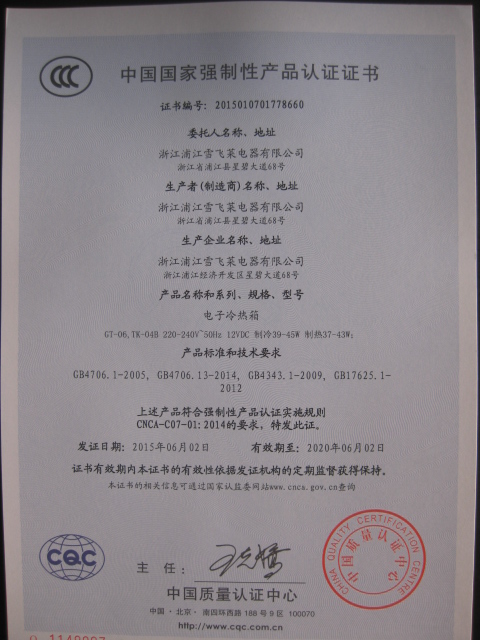 中国国家强制性产品认证证书
证书编号: 2015010701778660
委托人名称、地址
浙江浦江雪飞莱电器有限公司
浙江省浦江县星碧大道68号
生产者(制造商)名称、地址
浙江浦江雪飞莱电器有限公司
浙江省浦江县星碧大道68号
生产企业名称、地址
浙江浦江雪飞莱电器有限公司
浙江浦江经济开发区星碧大道68号
产品名称和系列、规格、型号
电子冷热箱
GT-06,TK-04B 220-240V~50Hz 12VDC 制冷39-45W 制热37-43W;
产品标准和技术要求
GB4706.1-2005, GB4706.13-2014, GB4343.1-2009, GB17625.1-
2012
上述产品符合强制性产品认证实施规则
CNCA-C07-01:2014的要求，特发此证。
发证日期: 2015年06月02日 有效期至: 2020年06月02日
证书有效期内本证书的有效性依据发证机构的定期监督获得保持。
本证书的相关信息可通过国家认监委网站www.cnca.gov.cn查询
CQC
主 任:
中国质量认证中心
中国·北京·南四环西路188号9区 100070
http://www.cqc.com.cn
CHINA QUALITY CERTIFICATION CENTRE
中国质量认证中心